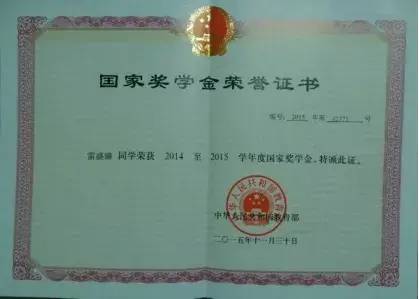 国家奖学金荣誉证书
编号: 2015 年第 号
同学荣获 2014 至 2015 学年度国家奖学金。特颁此证。
中华人民共和国教育部
二〇一五年十一月三十日